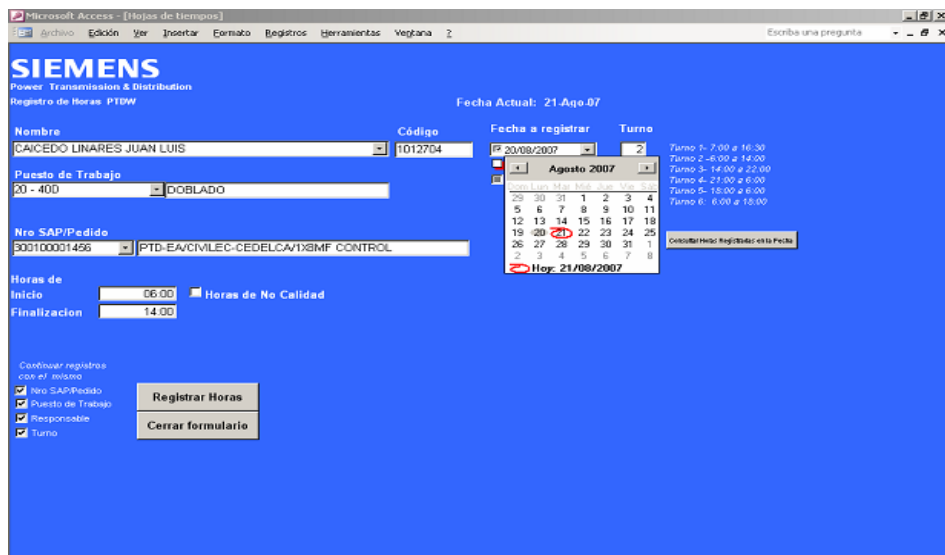 Microsoft Access - [Hojas de tiempos]
Archivo Edición Ver Insertar Formato Registros Herramientas Ventana ? Escriba una pregunta
SIEMENS
Power Transmission & Distribution
Registro de Horas PTDW
Fecha Actual: 21-Ago-07
Nombre Código Fecha a registrar Turno
CAICEDO LINARES JUAN LUIS 1012704 20/08/2007 2
Turno 1- 7:00 a 16:30
Turno 2 -6:00 a 14:00
Turno 3- 14:00 a 22:00
Turno 4- 21:00 a 6:00
Turno 5- 18:00 a 6:00
Turno 6: 6:00 a 18:00
Agosto 2007
Dom Lun Mar Mié Jue Vie Sáb
29 30 31 1 2 3 4
5 6 7 8 9 10 11
12 13 14 15 16 17 18
19 20 21 22 23 24 25
26 27 28 29 30 31 1
2 3 4 5 6 7 8
Hoy: 21/08/2007
Consultar Horas Registradas en la Fecha
Puesto de Trabajo
20 - 40D DOBLADO
Nro SAP/Pedido
300100001456 PTD-EA/CIVILEC-CEDELCA/1X8MF CONTROL
Horas de
Inicio 06:00 Horas de No Calidad
Finalizacion 14:00
Continuar registros
con el mismo
Nro SAP/Pedido
Puesto de Trabajo
Responsable
Turno
Registrar Horas
Cerrar formulario